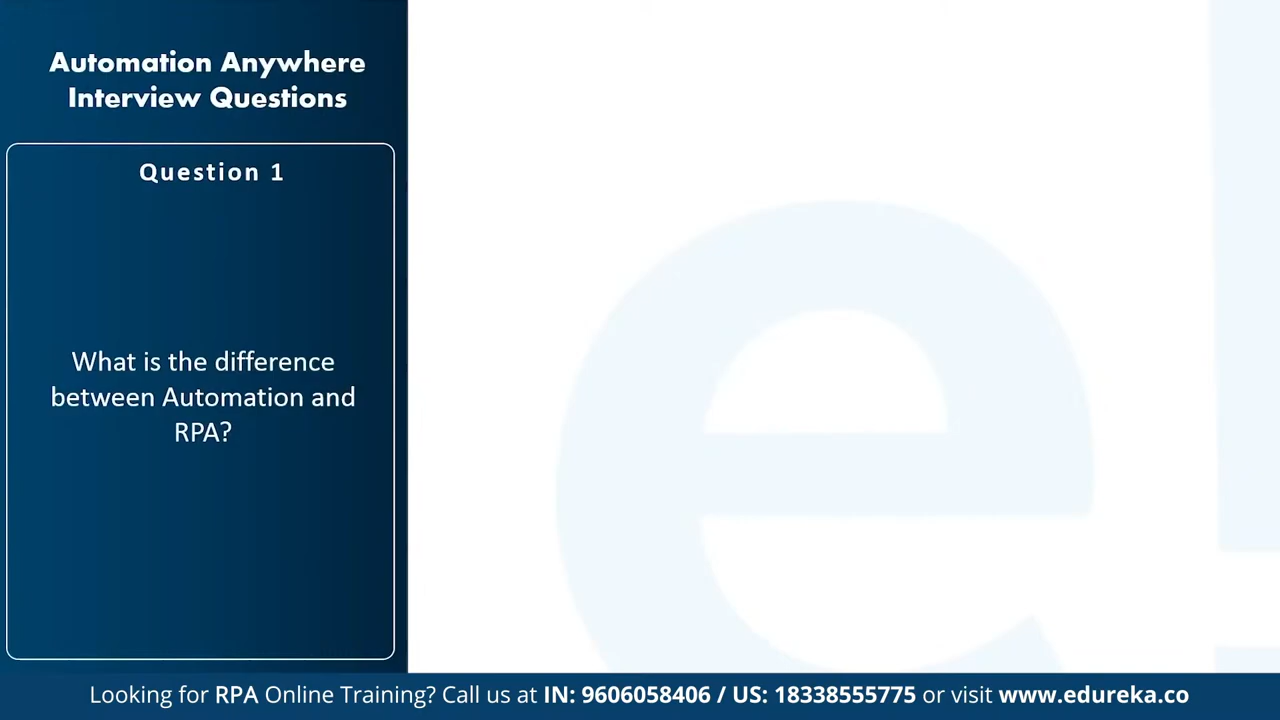 Automation Anywhere
Interview Questions
Question 1
What is the difference
between Automation and
RPA?
Looking for RPA Online Training? Call us at IN: 9606058406 / US: 18338555775 or visit www.edureka.co